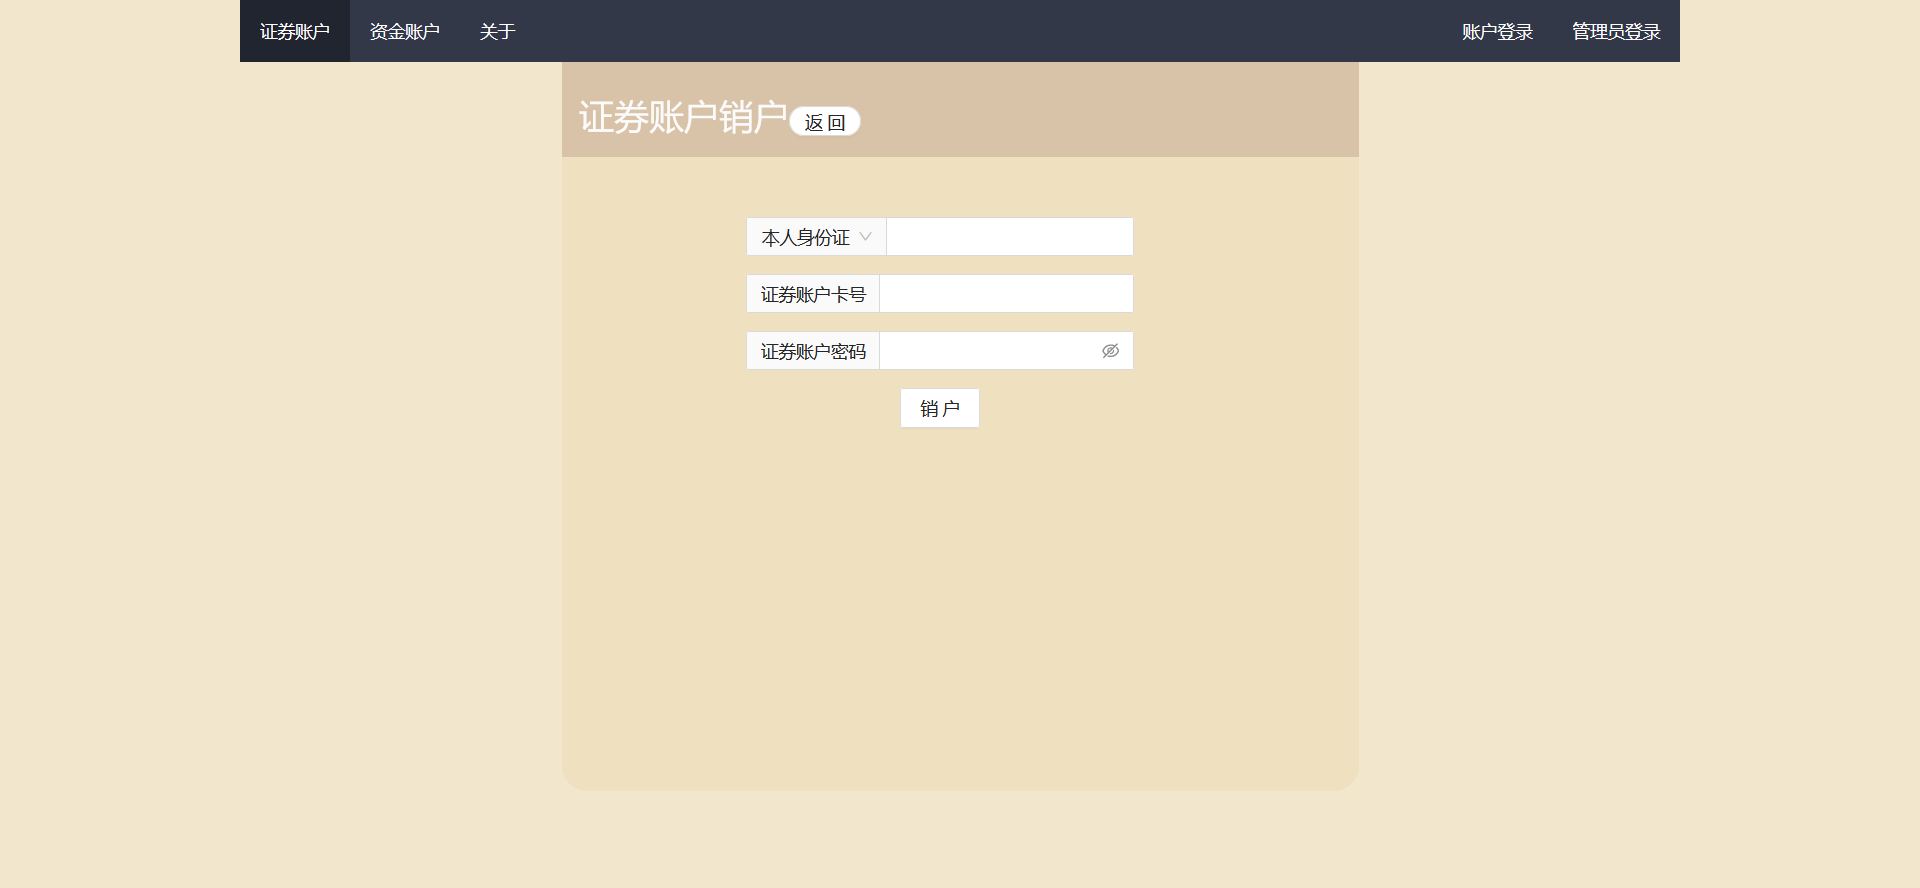 证券账户 资金账户 关于 账户登录 管理员登录
证券账户销户 返 回
本人身份证
证券账户卡号
证券账户密码
销 户